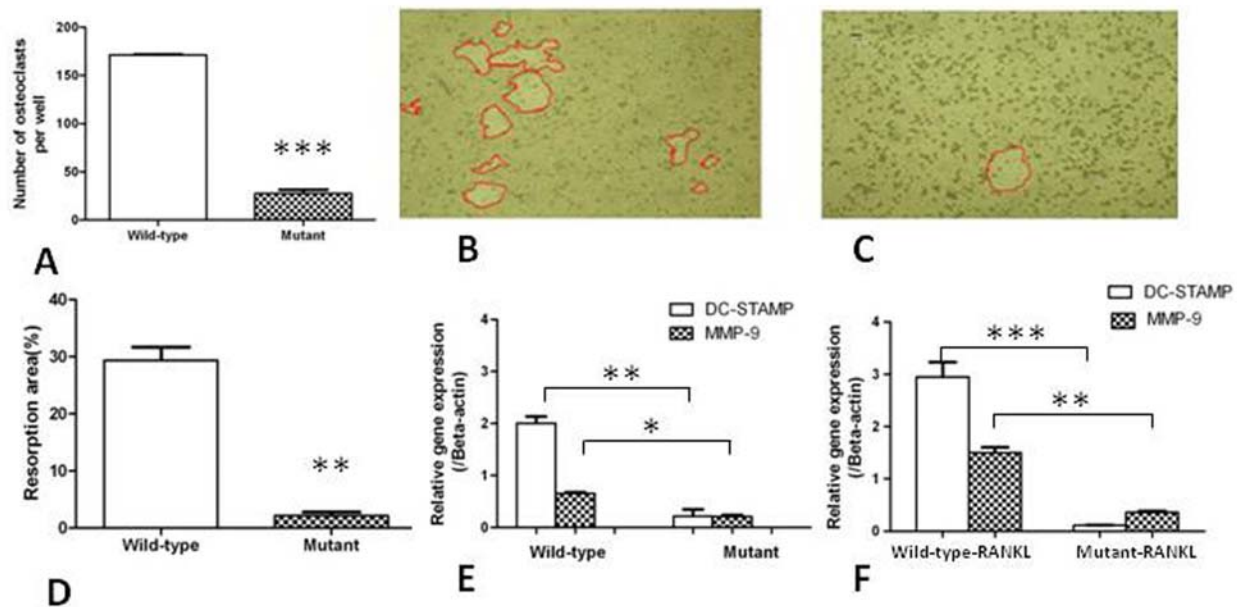 Number of osteoclasts
per well
200
150
100
50
0
***
Wild-type
Mutant
A
B
C
Resorption area(%)
40
30
20
10
0
**
Wild-type
Mutant
D
DC-STAMP
MMP-9
Relative gene expression
(/Beta-actin)
4
3
2
1
0
**
*
Wild-type
Mutant
E
DC-STAMP
MMP-9
Relative gene expression
(/Beta-actin)
4
3
2
1
0
***
**
Wild-type-RANKL
Mutant-RANKL
F